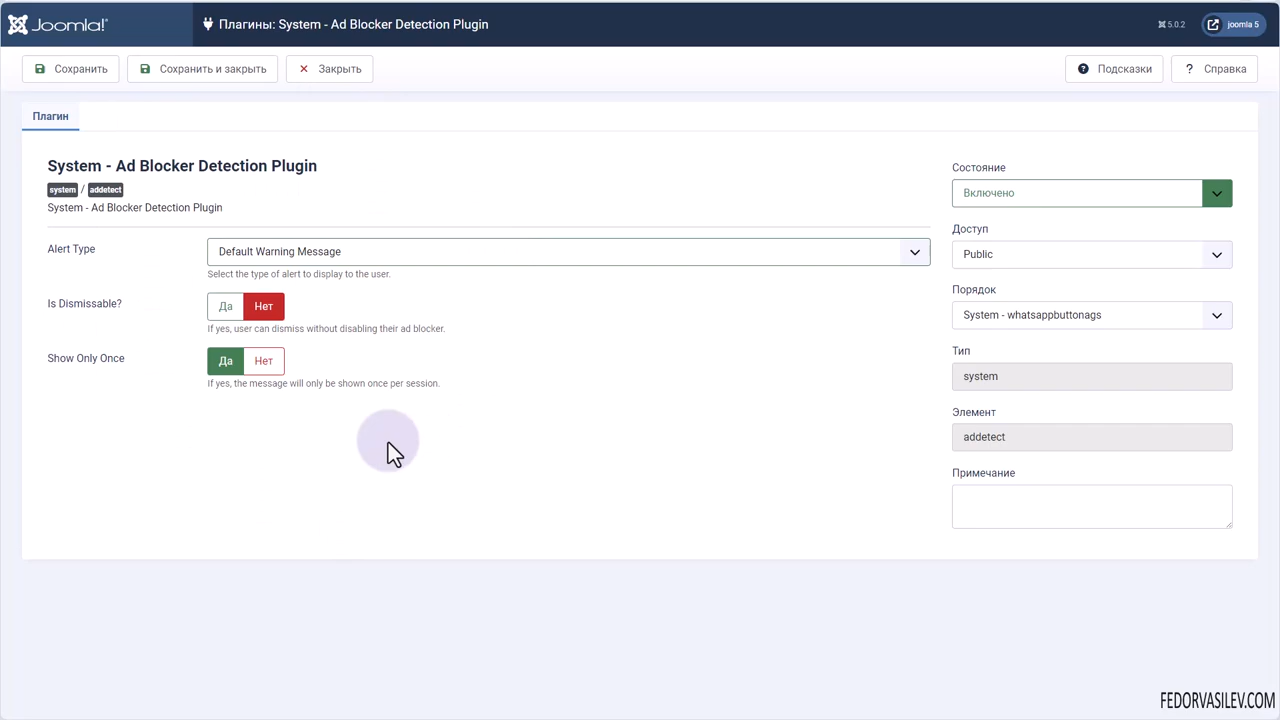 Joomla!
Плагины: System - Ad Blocker Detection Plugin
5.0.2
joomla 5
Сохранить
Сохранить и закрыть
Закрыть
Подсказки
? Справка
Плагин
System - Ad Blocker Detection Plugin
system / addetect
System - Ad Blocker Detection Plugin
Alert Type
Default Warning Message
Select the type of alert to display to the user.
Is Dismissable?
Да
Нет
If yes, user can dismiss without disabling their ad blocker.
Show Only Once
Да
Нет
If yes, the message will only be shown once per session.
Состояние
Включено
Доступ
Public
Порядок
System - whatsappbuttonags
Тип
system
Элемент
addetect
Примечание
FEDORVASILEV.COM